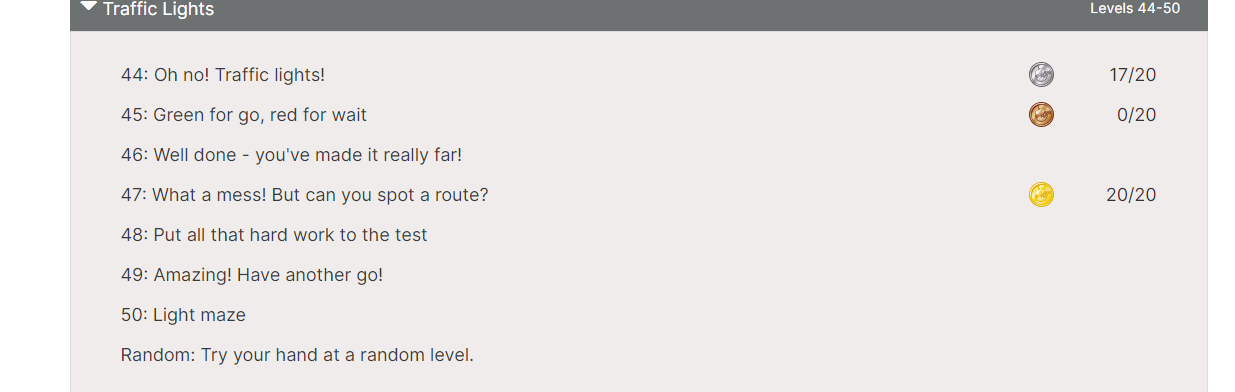 Traffic Lights Levels 44-50
44: Oh no! Traffic lights! 17/20
45: Green for go, red for wait 0/20
46: Well done - you've made it really far!
47: What a mess! But can you spot a route? 20/20
48: Put all that hard work to the test
49: Amazing! Have another go!
50: Light maze
Random: Try your hand at a random level.